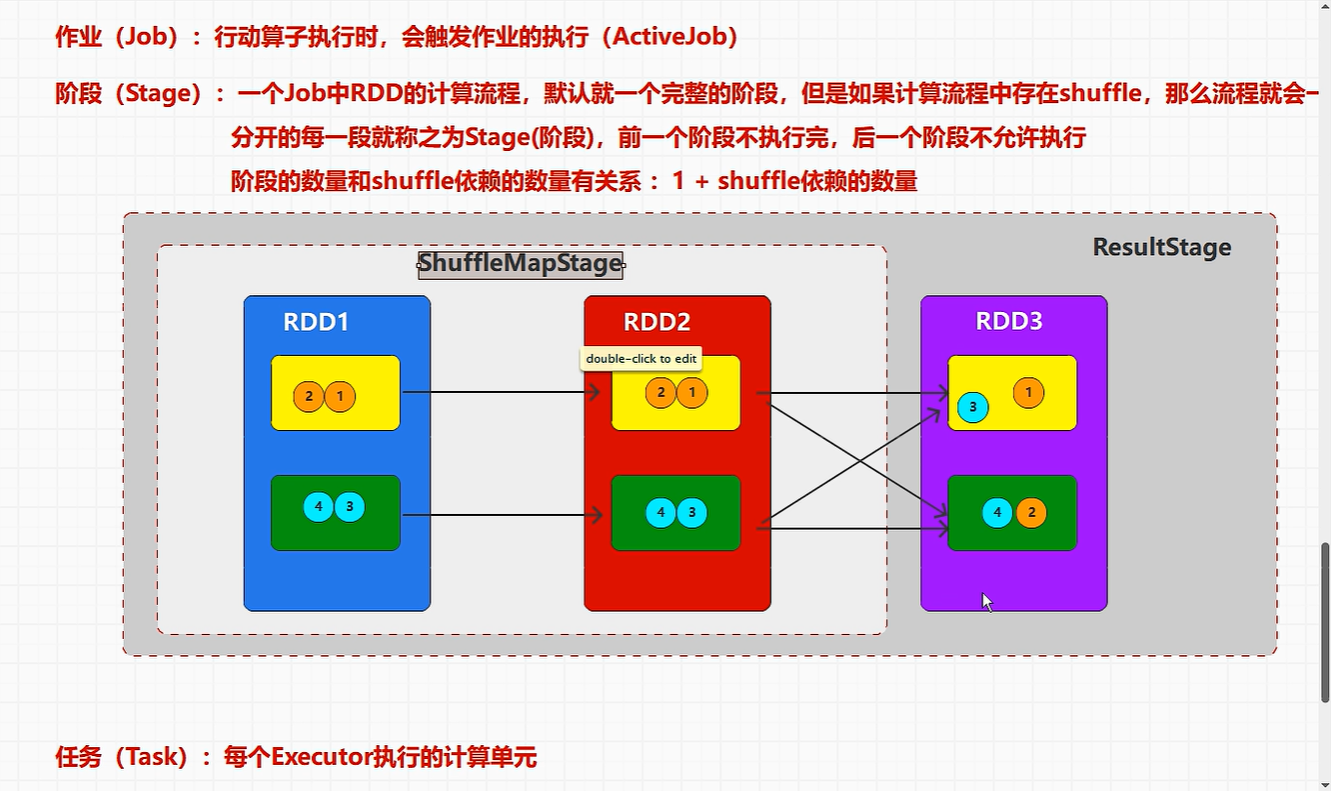 作业（Job）：行动算子执行时，会触发作业的执行（ActiveJob）
阶段（Stage）：一个Job中RDD的计算流程，默认就一个完整的阶段，但是如果计算流程中存在shuffle，那么流程就会一
分开的每一段就称之为Stage(阶段)，前一个阶段不执行完，后一个阶段不允许执行
阶段的数量和shuffle依赖的数量有关系：1 + shuffle依赖的数量
ResultStage
ShuffleMapStage
RDD1
RDD2
RDD3
double-click to edit
2 1
2 1
3 1
4 3
4 3
4 2
任务（Task）：每个Executor执行的计算单元